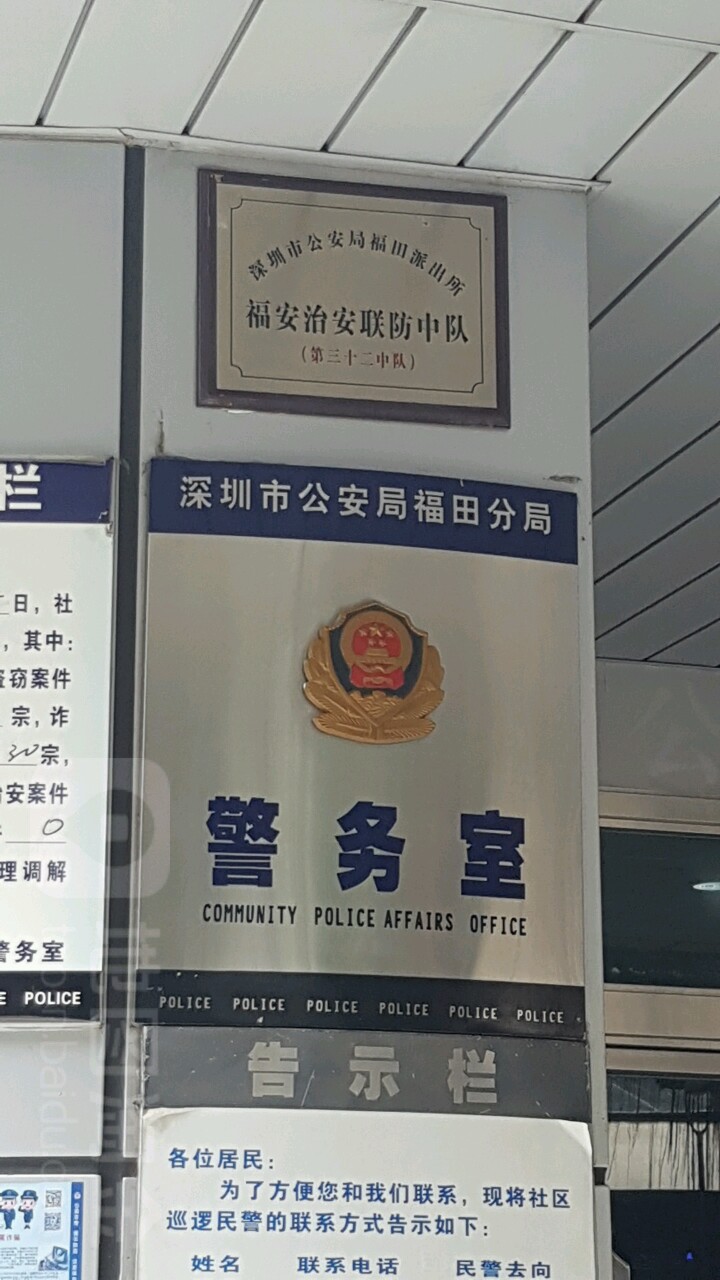 深圳市公安局福田派出所
福安治安联防中队
（第三十二中队）
深圳市公安局福田分局
警务室
COMMUNITY POLICE AFFAIRS OFFICE
POLICE POLICE POLICE POLICE POLICE POLICE
告示栏
各位居民：
为了方便您和我们联系，现将社区
巡逻民警的联系方式告示如下：
姓名 联系电话 民警去向
栏
日，社
，其中：
窃案件
宗，诈
30宗，
安案件
0
理调解
警务室
POLICE